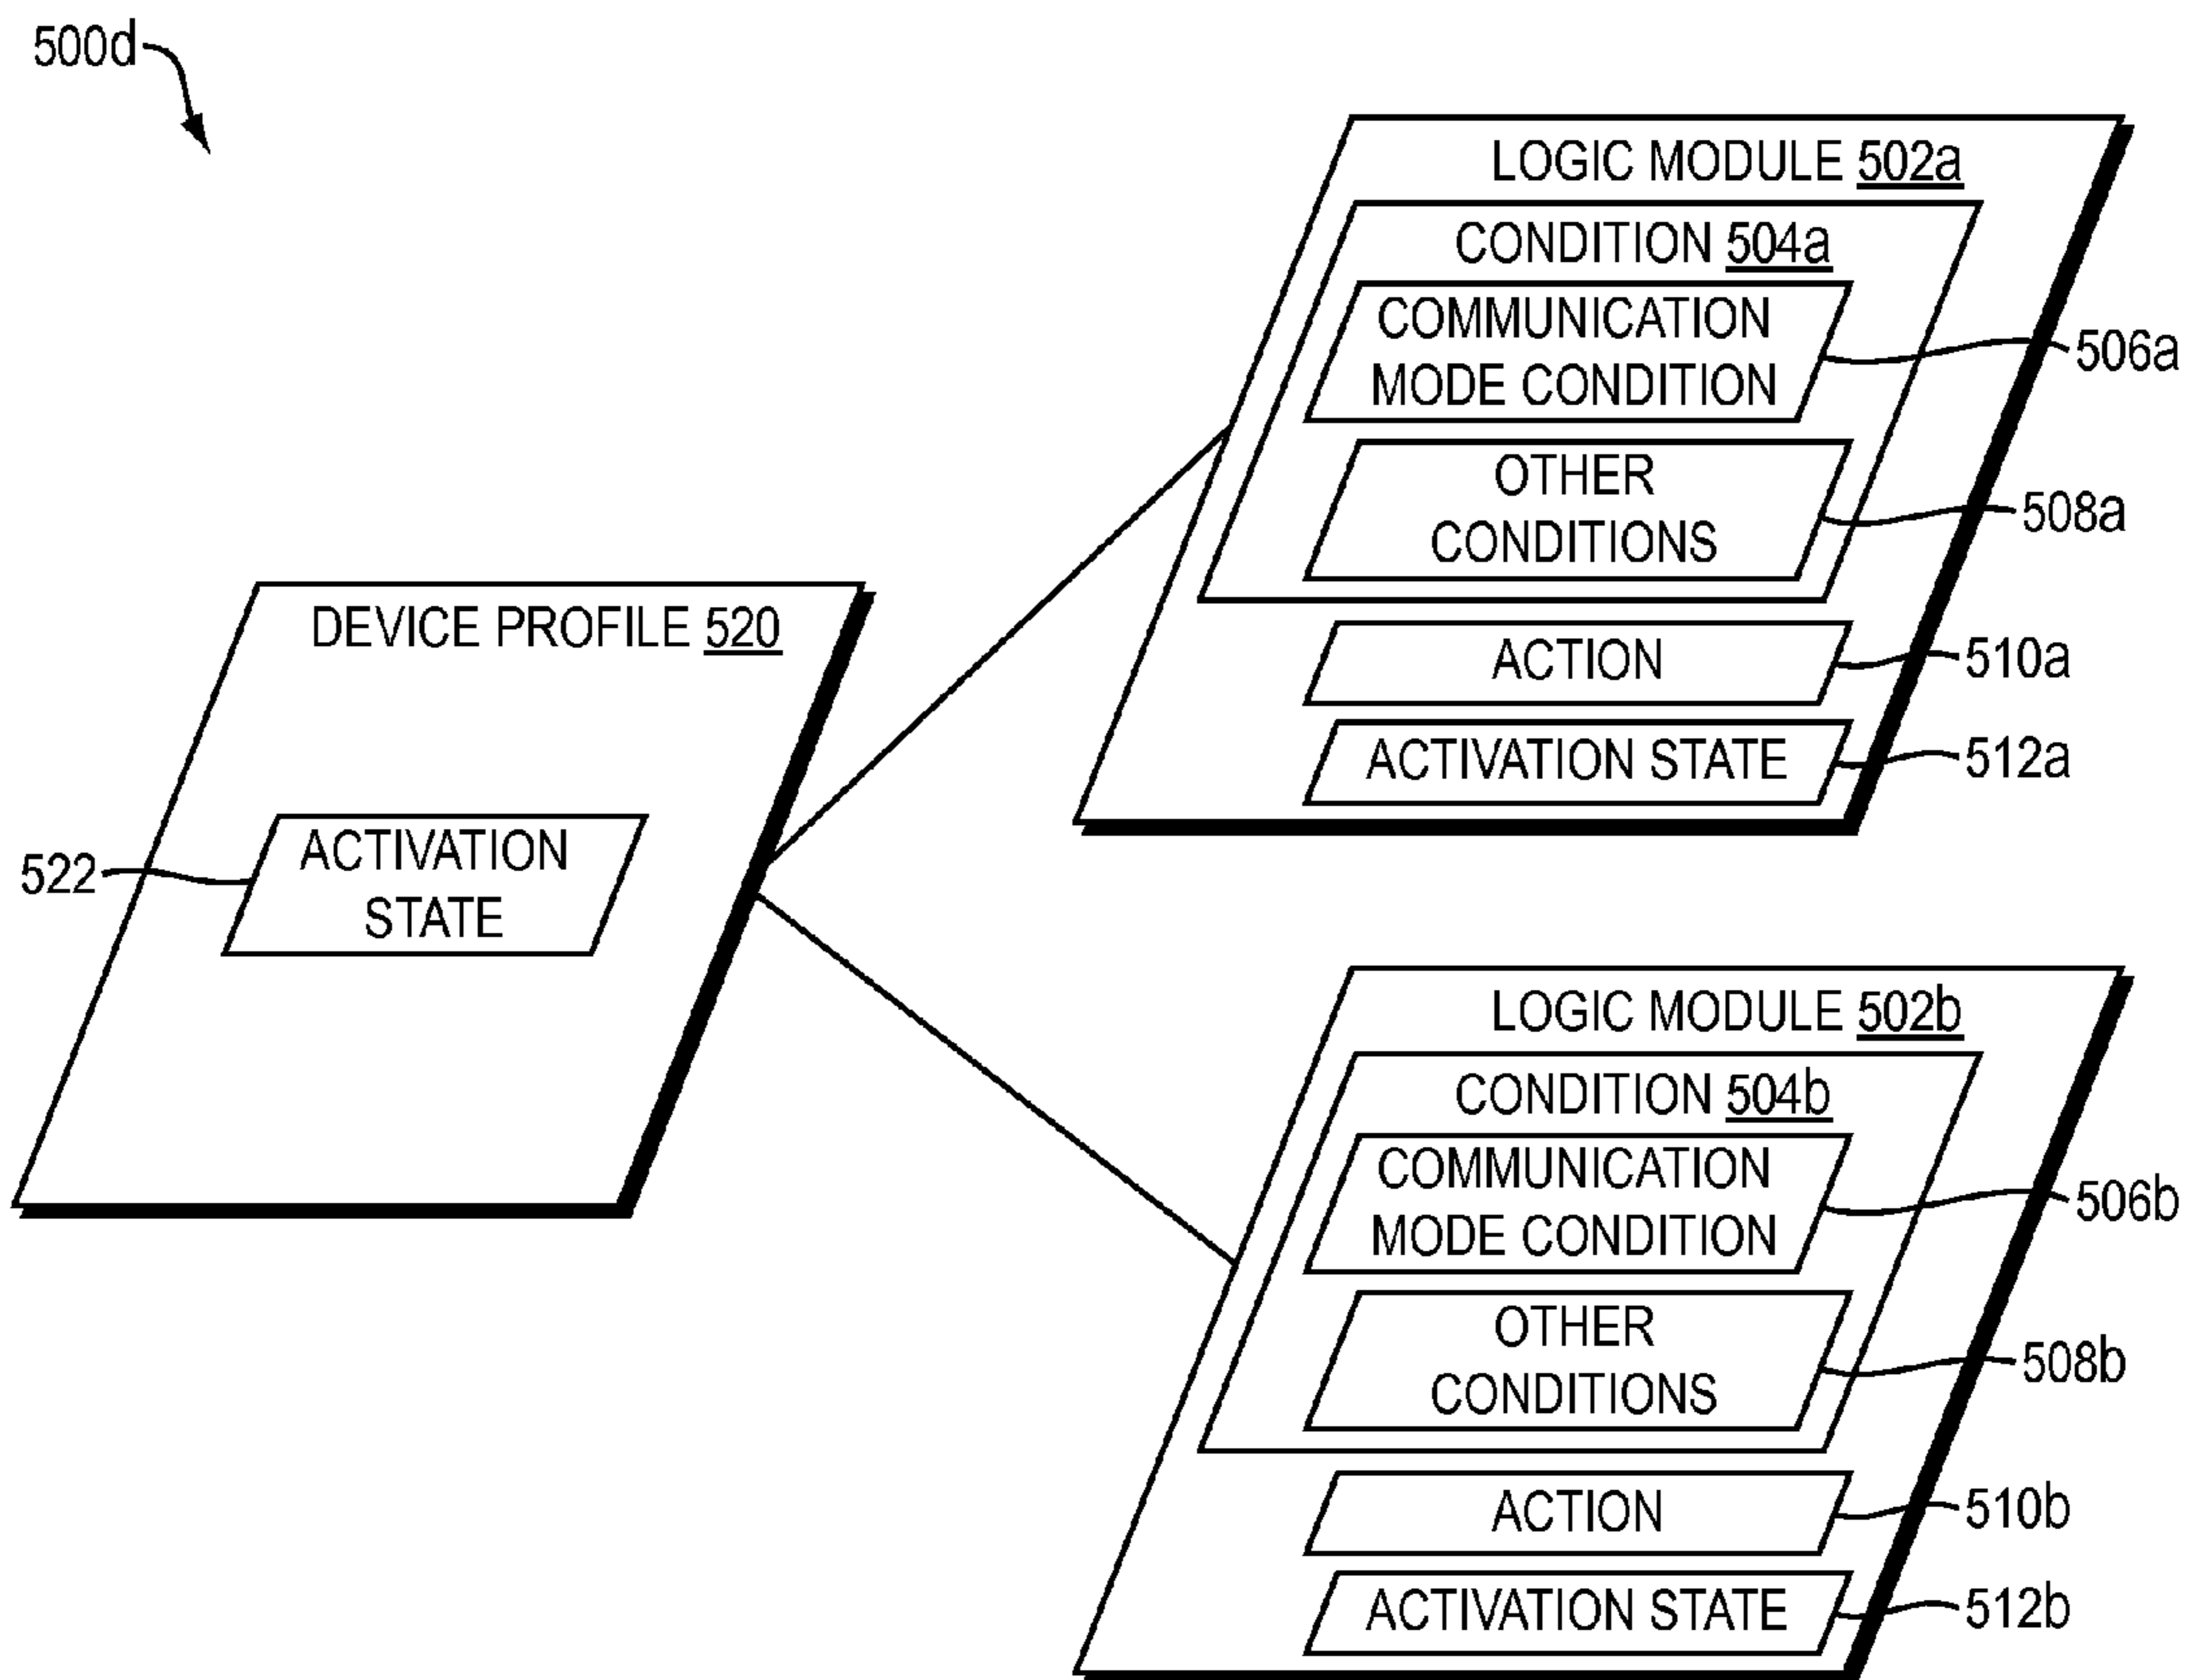 500d
LOGIC MODULE 502a
CONDITION 504a
COMMUNICATION
MODE CONDITION
506a
OTHER
CONDITIONS
508a
ACTION
510a
ACTIVATION STATE
512a
DEVICE PROFILE 520
ACTIVATION
STATE
522
LOGIC MODULE 502b
CONDITION 504b
COMMUNICATION
MODE CONDITION
506b
OTHER
CONDITIONS
508b
ACTION
510b
ACTIVATION STATE
512b